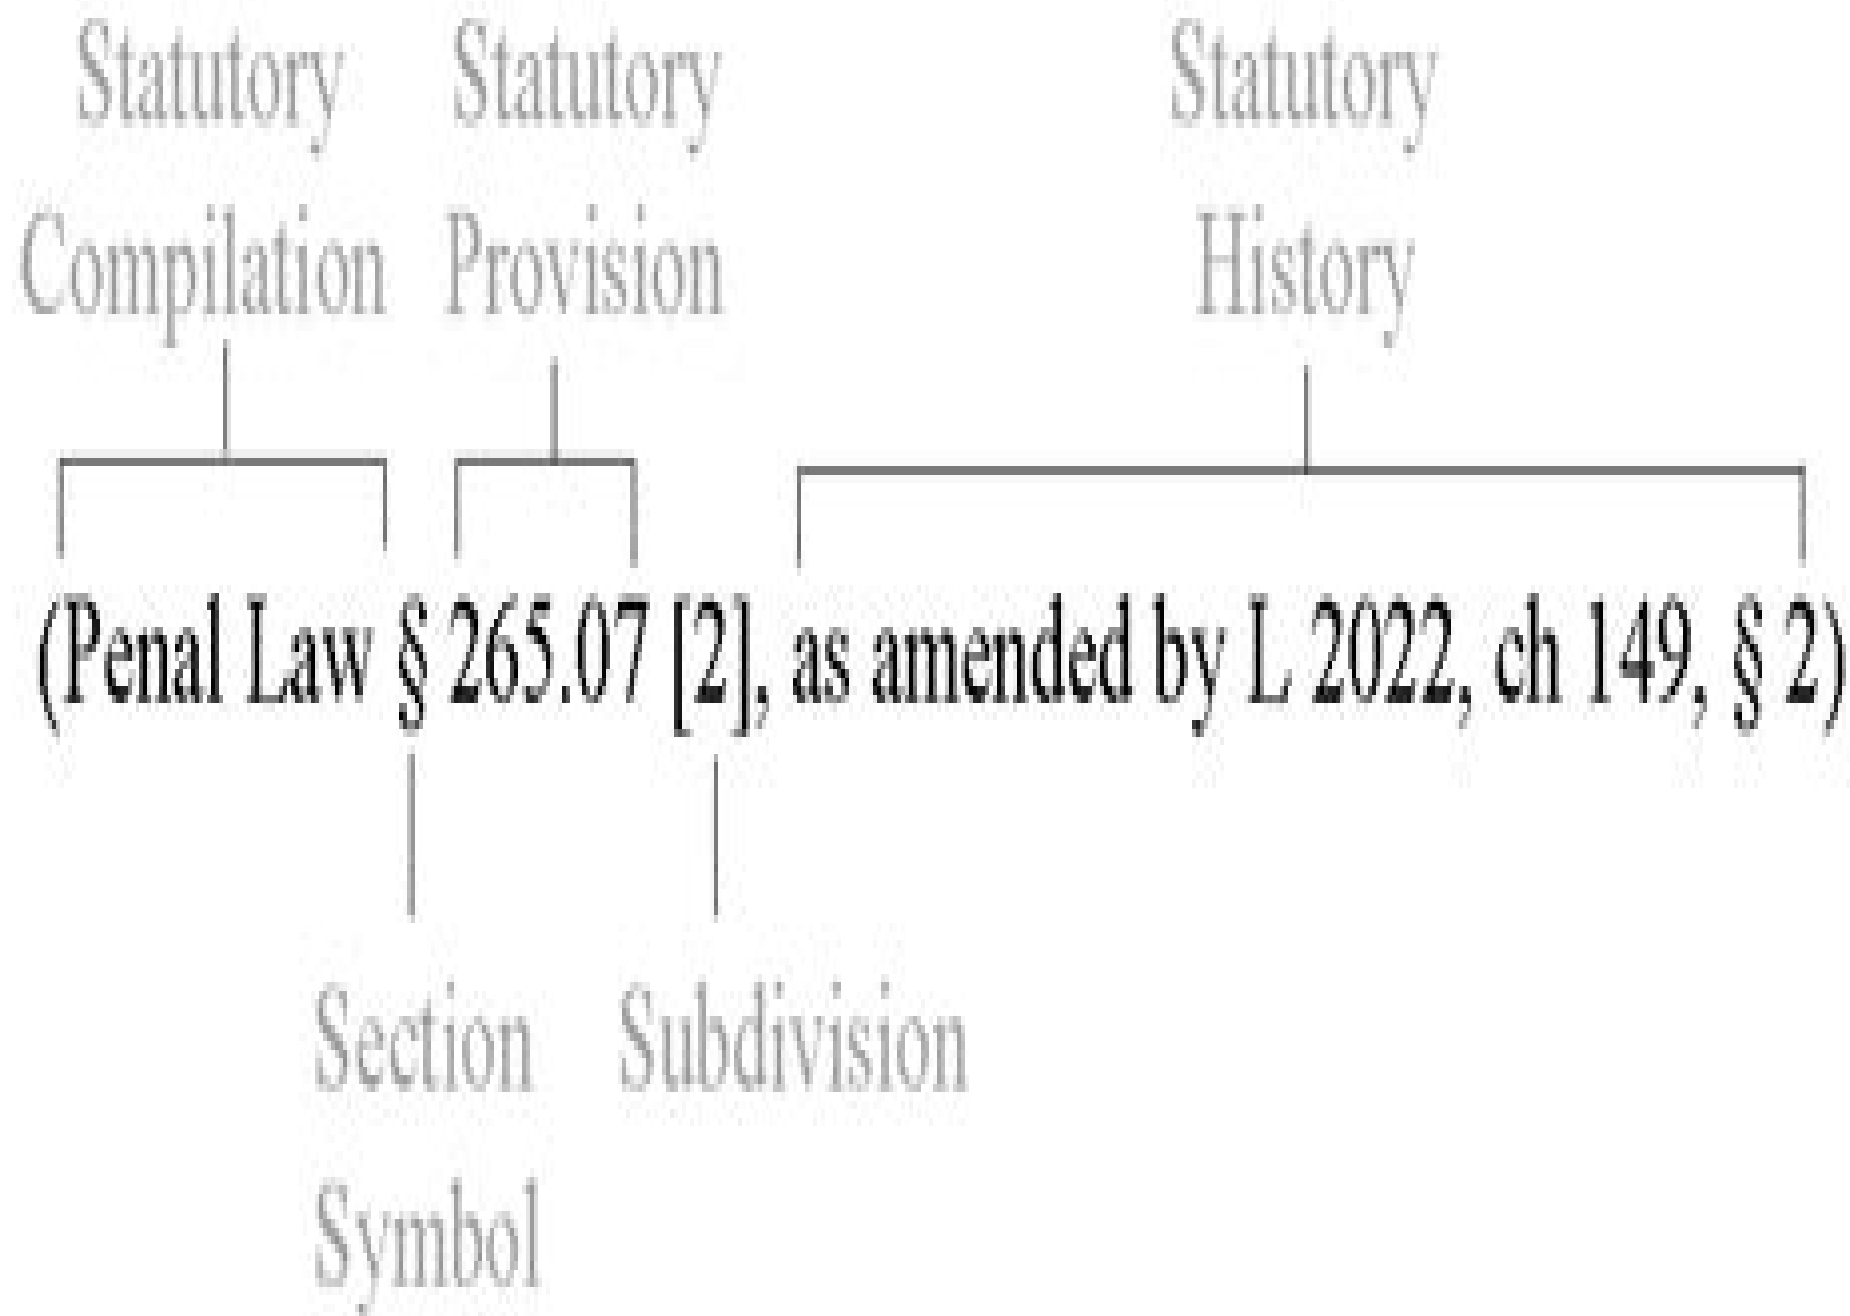 Statutory Statutory Statutory
Compilation Provision History
(Penal Law § 265.07 [2], as amended by L 2022, ch 149, § 2)
Section Subdivision
Symbol